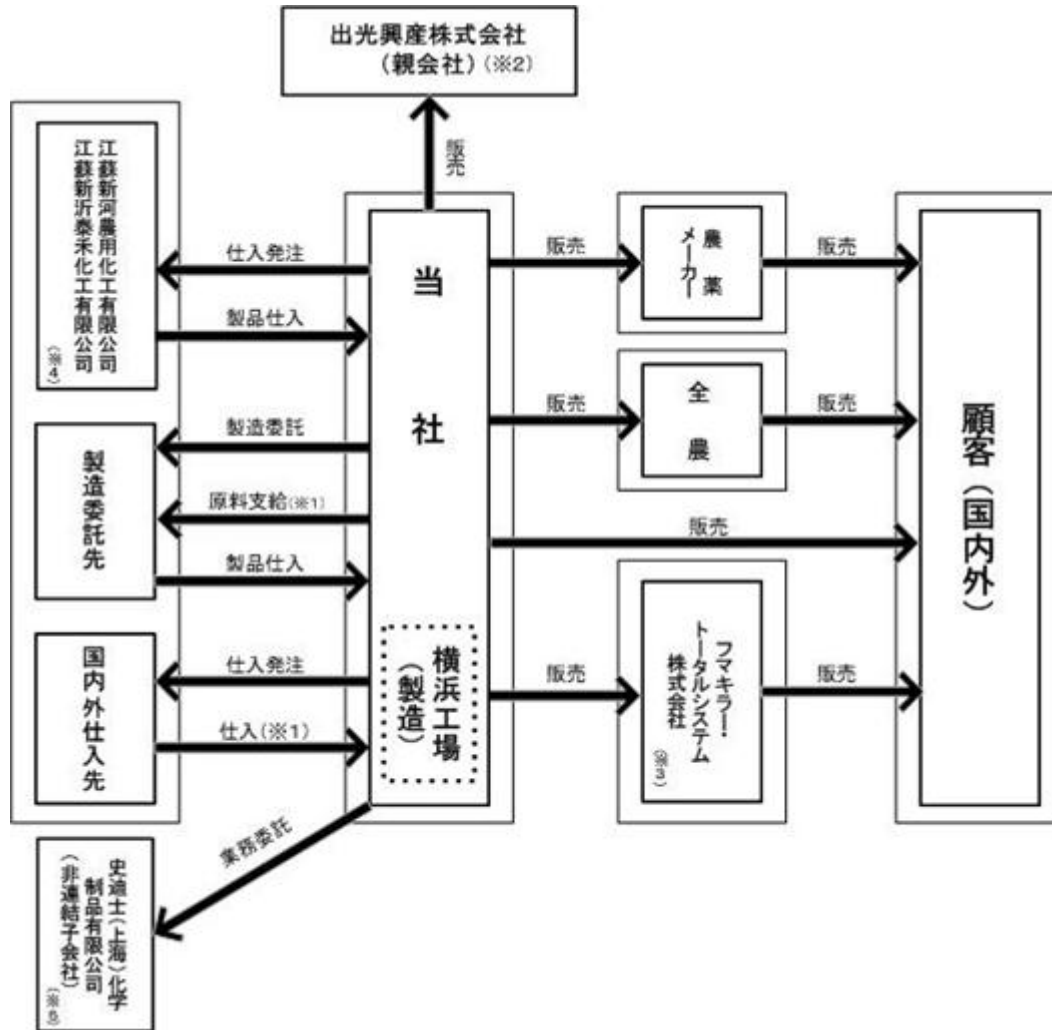 出光興産株式会社
(親会社)(※2)
販売
江蘇新河農用化工有限公司
江蘇新沂泰禾化工有限公司
(※4)
仕入発注
製品仕入
製造委託先
製造委託
原料支給(※1)
製品仕入
国内外仕入先
仕入発注
仕入(※1)
業務委託
史迪士(上海)化学
制品有限公司
(非連結子会社)
(※5)
当社
横浜工場
(製造)
販売
農薬
メーカー
販売
販売
全農
販売
販売
販売
フマキラー・
トータルシステム
株式会社
(※3)
販売
顧客(国内外)